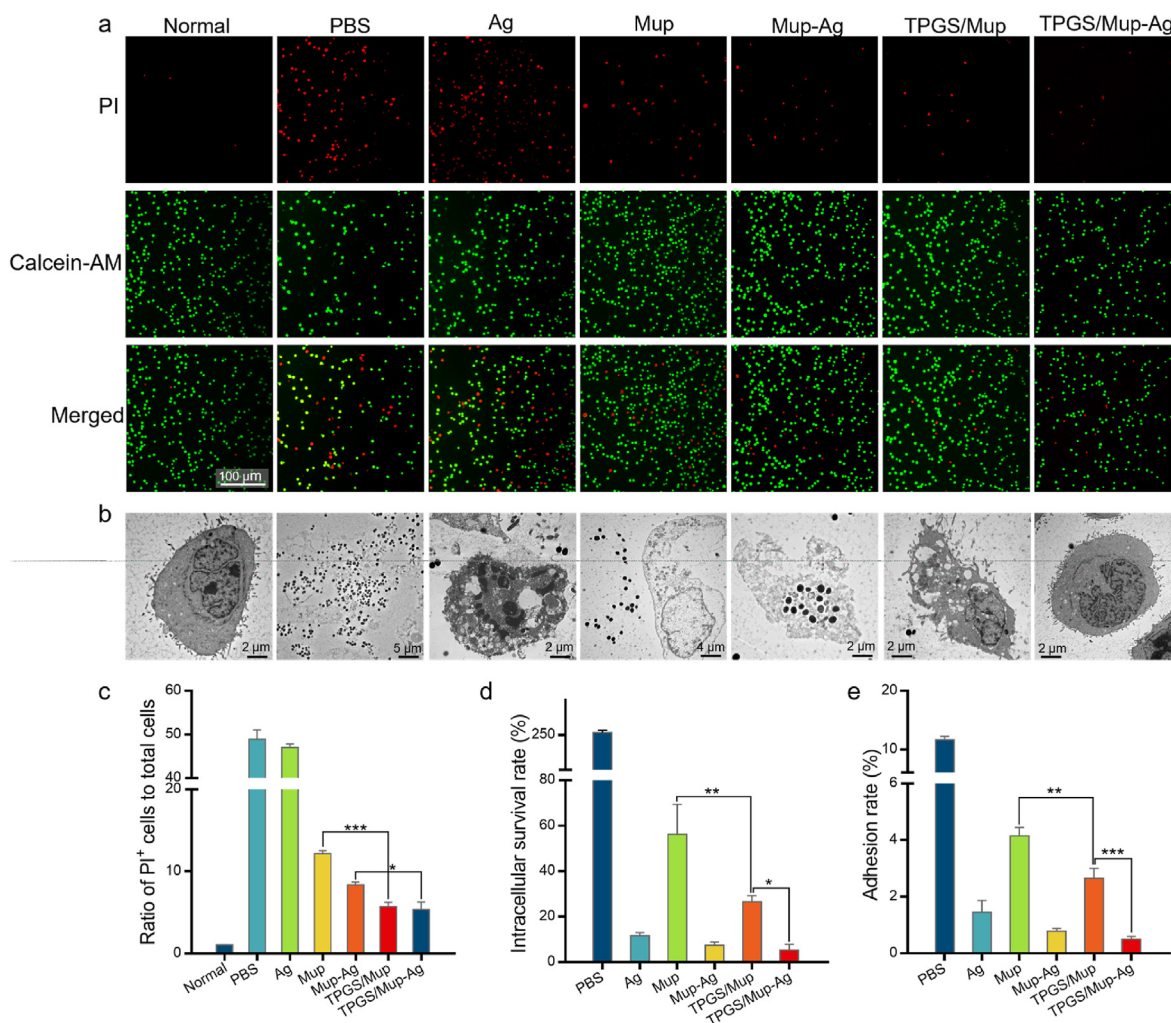 a
Normal PBS Ag Mup Mup-Ag TPGS/Mup TPGS/Mup-Ag
PI
Calcein-AM
Merged
100 µm
b
2 µm 5 µm 2 µm 4 µm 2 µm 2 µm 2 µm
c
Ratio of PI⁺ cells to total cells
60
50
40
20
10
0
***
*
Normal PBS Ag Mup Mup-Ag TPGS/Mup TPGS/Mup-Ag
d
Intracellular survival rate (%)
250
80
60
40
20
0
**
*
PBS Ag Mup Mup-Ag TPGS/Mup TPGS/Mup-Ag
e
Adhesion rate (%)
10
6
4
2
0
**
***
PBS Ag Mup Mup-Ag TPGS/Mup TPGS/Mup-Ag